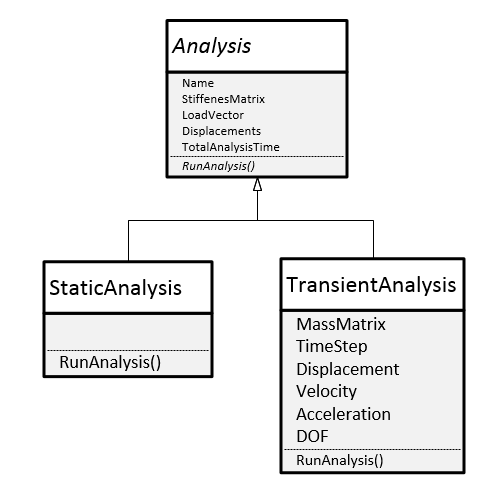 Analysis
Name
StiffenesMatrix
LoadVector
Displacements
TotalAnalysisTime
RunAnalysis()
StaticAnalysis
RunAnalysis()
TransientAnalysis
MassMatrix
TimeStep
Displacement
Velocity
Acceleration
DOF
RunAnalysis()